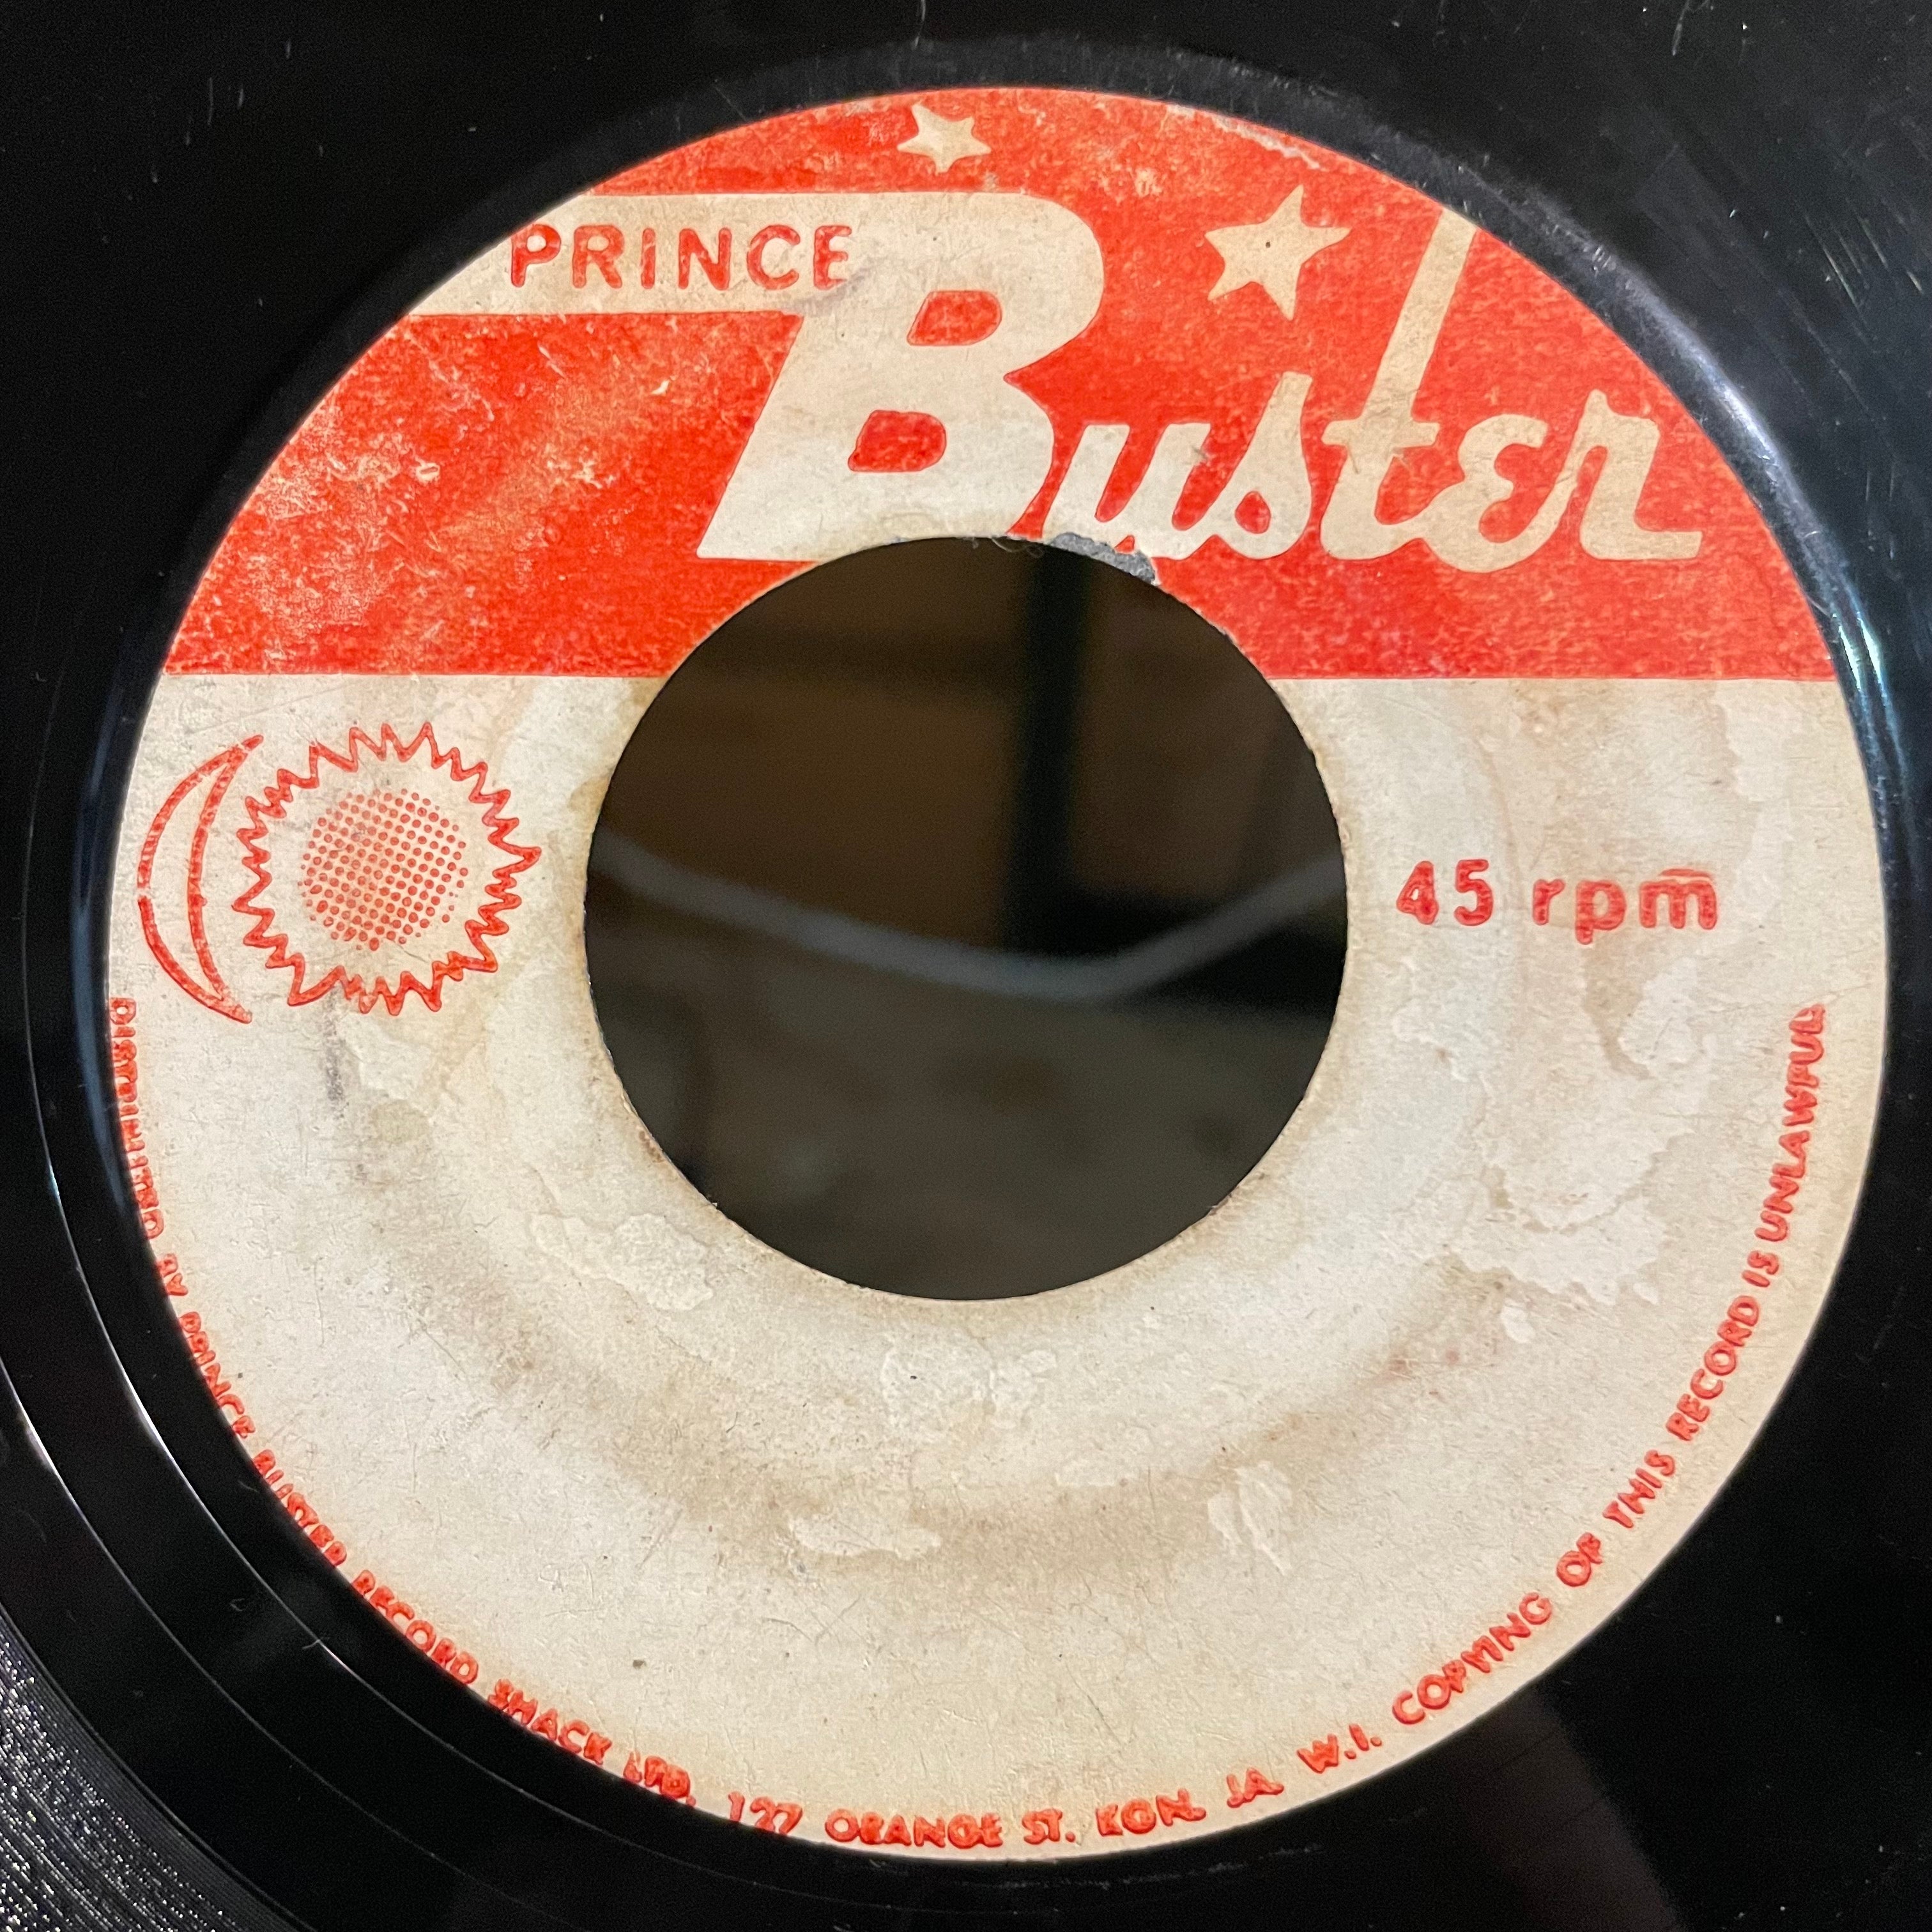 PRINCE
Buster
45 rpm
DISTRIBUTED BY PRINCE BUSTER RECORD SHACK LTD. 127 ORANGE ST. KGN. JA. W.I. COPYING OF THIS RECORD IS UNLAWFUL